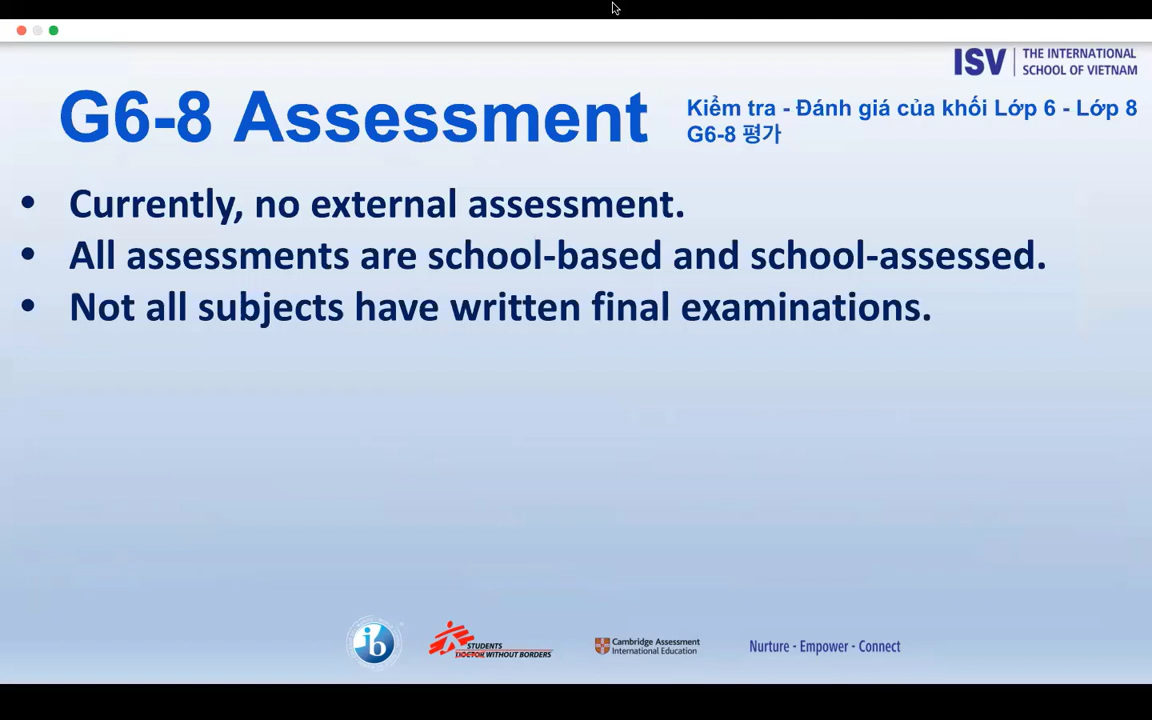 ISV THE INTERNATIONAL
SCHOOL OF VIETNAM
G6-8 Assessment
Kiểm tra - Đánh giá của khối Lớp 6 - Lớp 8
G6-8 평가
• Currently, no external assessment.
• All assessments are school-based and school-assessed.
• Not all subjects have written final examinations.
ib
STUDENTS
WITHOUT BORDERS
Cambridge Assessment
International Education
Nurture - Empower - Connect